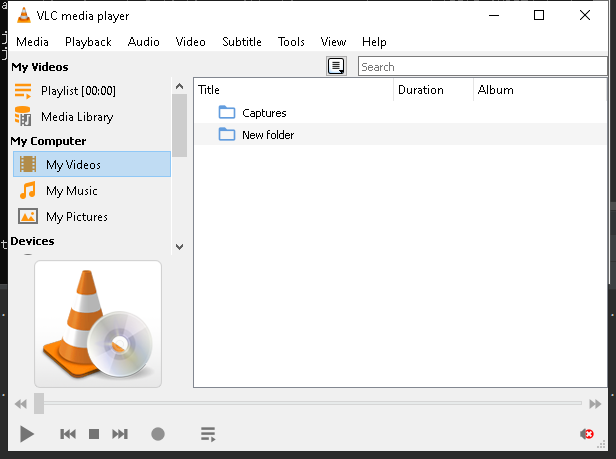 VLC media player
Media Playback Audio Video Subtitle Tools View Help
My Videos
Search
Playlist [00:00]
Media Library
My Computer
My Videos
My Music
My Pictures
Devices
Title Duration Album
Captures
New folder